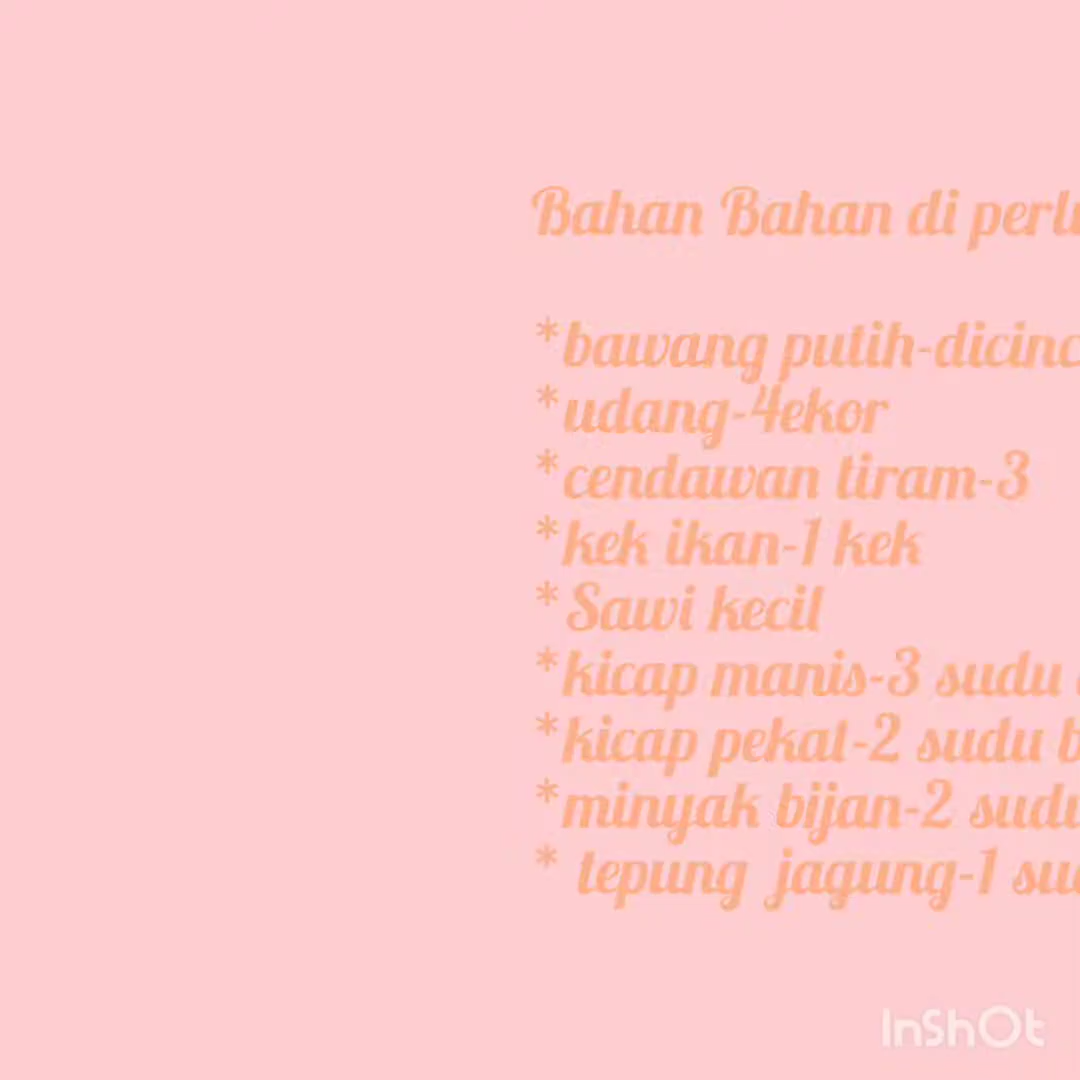 Bahan Bahan di perlu
*bawang putih-dicinc
*udang-4ekor
*cendawan tiram-3
*kek ikan-1 kek
*Sawi kecil
*kicap manis-3 sudu
*kicap pekat-2 sudu b
*minyak bijan-2 sudu
* tepung jagung-1 su
InShOt